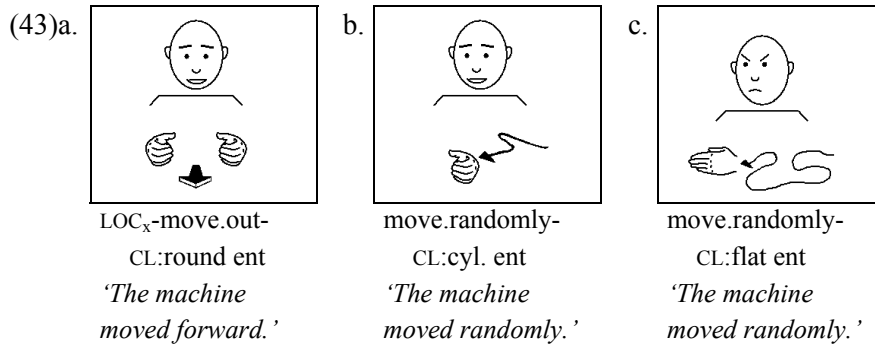 (43)a. b. c.
LOCx-move.out- move.randomly- move.randomly-
CL:round ent CL:cyl. ent CL:flat ent
‘The machine ‘The machine ‘The machine
moved forward.’ moved randomly.’ moved randomly.’